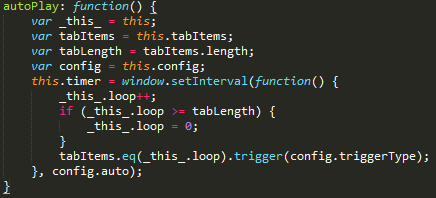 autoPlay: function() {
    var _this_ = this;
    var tabItems = this.tabItems;
    var tabLength = tabItems.length;
    var config = this.config;
    this.timer = window.setInterval(function() {
        _this_.loop++;
        if (_this_.loop >= tabLength) {
            _this_.loop = 0;
        }
        tabItems.eq(_this_.loop).trigger(config.triggerType);
    }, config.auto);
}